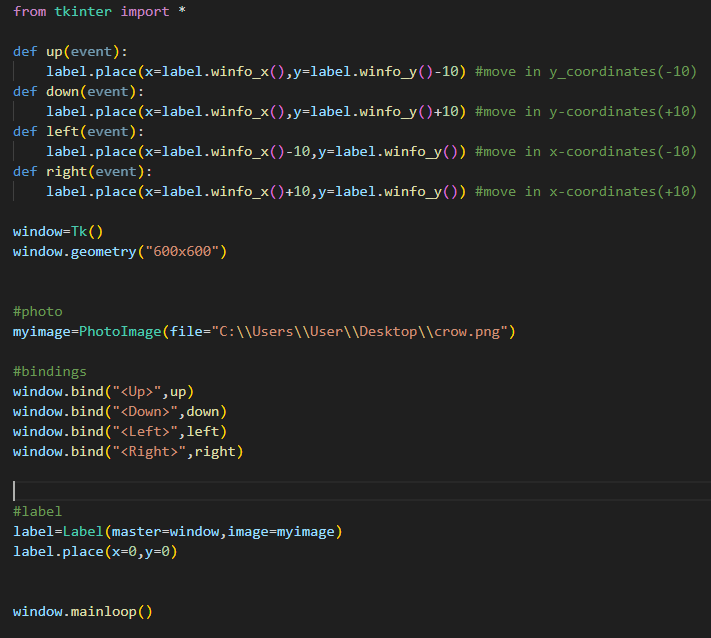 from tkinter import *
def up(event):
    label.place(x=label.winfo_x(),y=label.winfo_y()-10) #move in y_coordinates(-10)
def down(event):
    label.place(x=label.winfo_x(),y=label.winfo_y()+10) #move in y-coordinates(+10)
def left(event):
    label.place(x=label.winfo_x()-10,y=label.winfo_y()) #move in x-coordinates(-10)
def right(event):
    label.place(x=label.winfo_x()+10,y=label.winfo_y()) #move in x-coordinates(+10)
window=Tk()
window.geometry("600x600")
#photo
myimage=PhotoImage(file="C:\\Users\\User\\Desktop\\crow.png")
#bindings
window.bind("<Up>",up)
window.bind("<Down>",down)
window.bind("<Left>",left)
window.bind("<Right>",right)
#label
label=Label(master=window,image=myimage)
label.place(x=0,y=0)
window.mainloop()